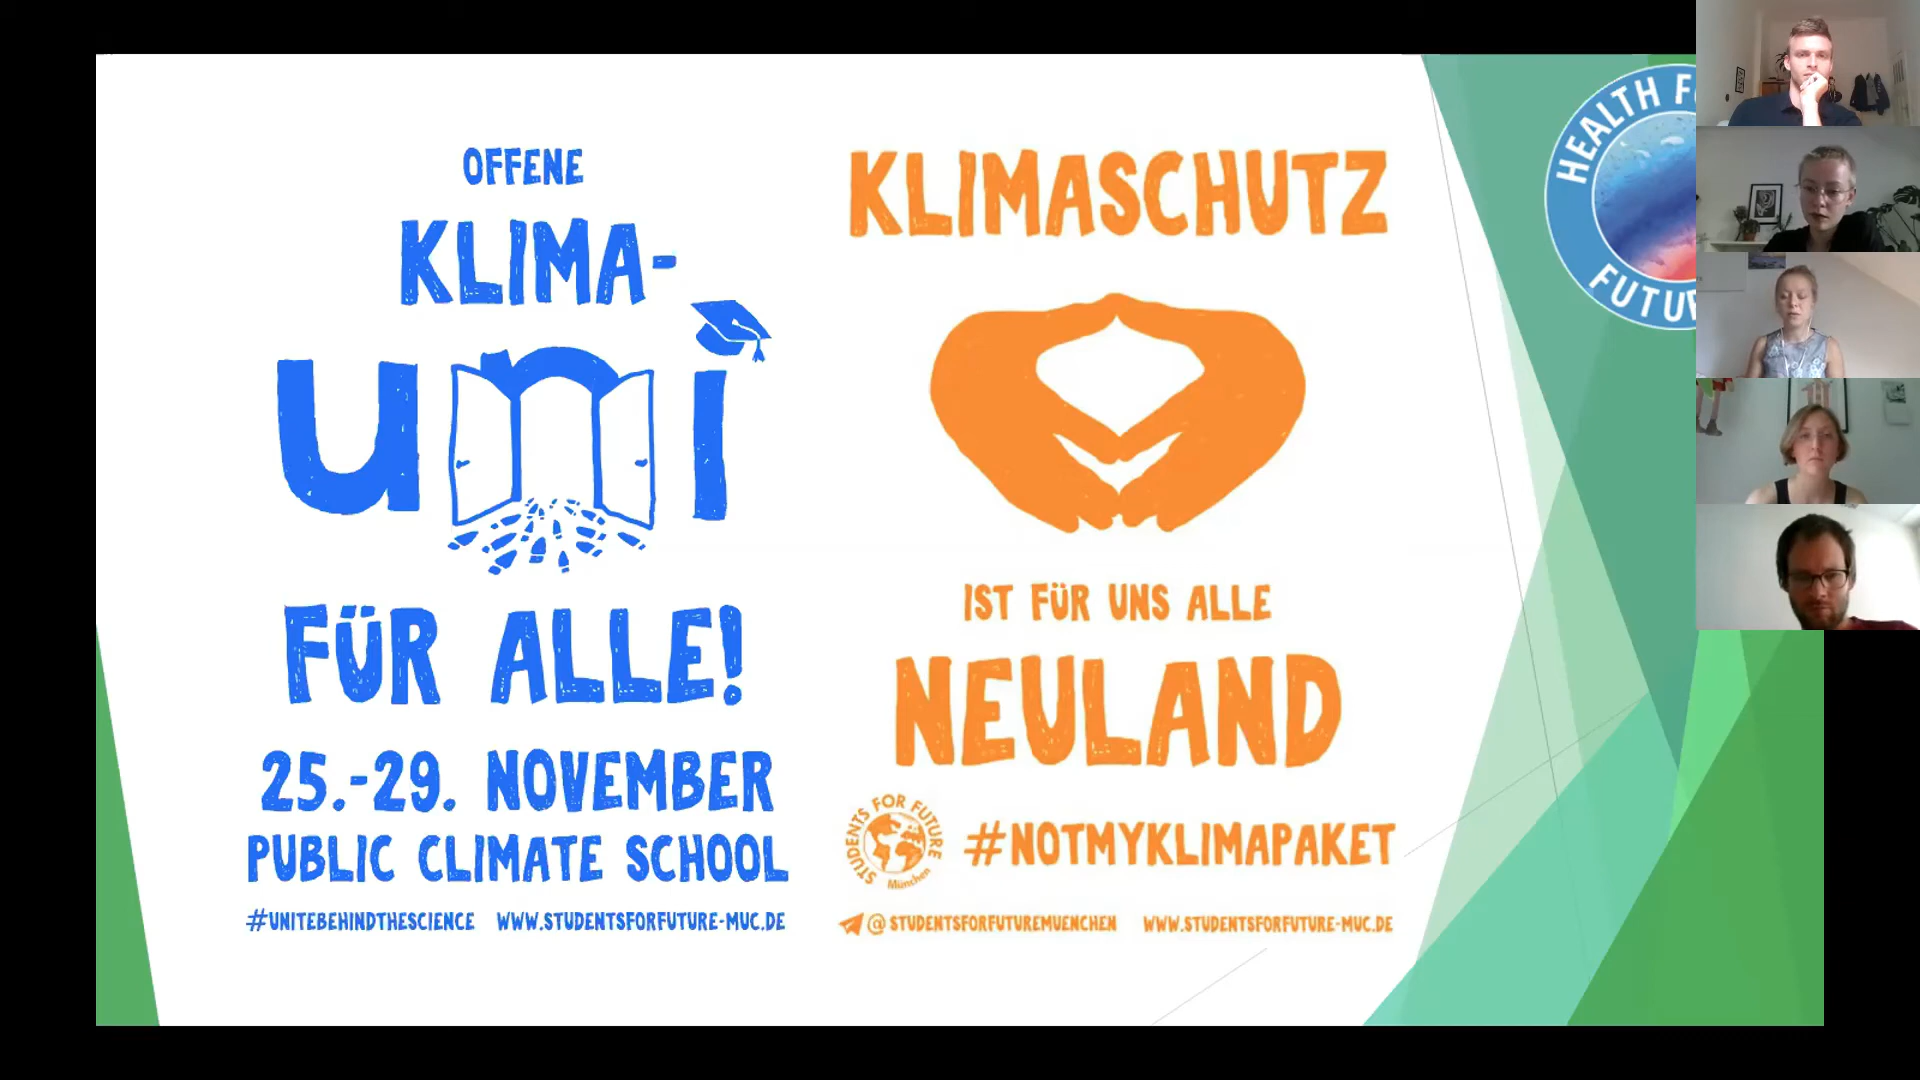 OFFENE
KLIMA-
uni
FÜR ALLE!
25.-29. NOVEMBER
PUBLIC CLIMATE SCHOOL
#UNITEBEHINDTHESCIENCE WWW.STUDENTSFORFUTURE-MUC.DE
KLIMASCHUTZ
IST FÜR UNS ALLE
NEULAND
STUDENTS FOR FUTURE
München
#NOTMYKLIMAPAKET
@STUDENTSFORFUTUREMUENCHEN WWW.STUDENTSFORFUTURE-MUC.DE
HEALTH